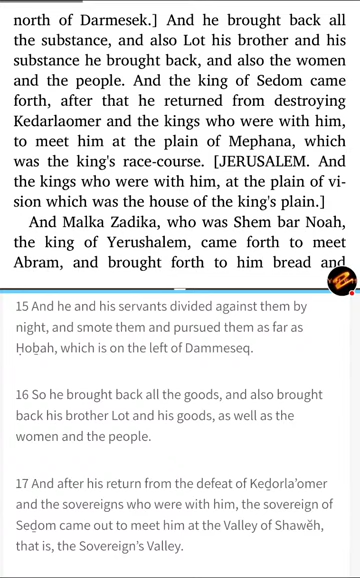 north of Darmesek.] And he brought back all
the substance, and also Lot his brother and his
substance he brought back, and also the women
and the people. And the king of Sedom came
forth, after that he returned from destroying
Kedarlaomer and the kings who were with him,
to meet him at the plain of Mephana, which
was the king's race-course. [JERUSALEM. And
the kings who were with him, at the plain of vi-
sion which was the house of the king's plain.]
And Malka Zadika, who was Shem bar Noah,
the king of Yerushalem, came forth to meet
Abram, and brought forth to him bread and
15 And he and his servants divided against them by
night, and smote them and pursued them as far as
Ḥoḇah, which is on the left of Dammeseq.
16 So he brought back all the goods, and also brought
back his brother Lot and his goods, as well as the
women and the people.
17 And after his return from the defeat of Keḏorla’omer
and the sovereigns who were with him, the sovereign of
Seḏom came out to meet him at the Valley of Shawĕh,
that is, the Sovereign’s Valley.